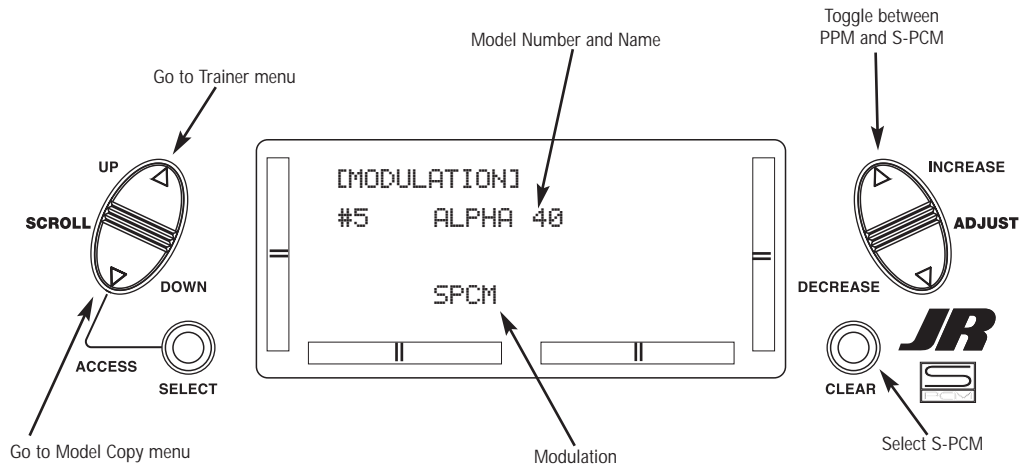 Toggle between
PPM and S-PCM
Model Number and Name
Go to Trainer menu
UP
SCROLL
DOWN
ACCESS
SELECT
[MODULATION]
#5 ALPHA 40
SPCM
INCREASE
ADJUST
DECREASE
CLEAR
JR
S
PCM
Go to Model Copy menu
Modulation
Select S-PCM